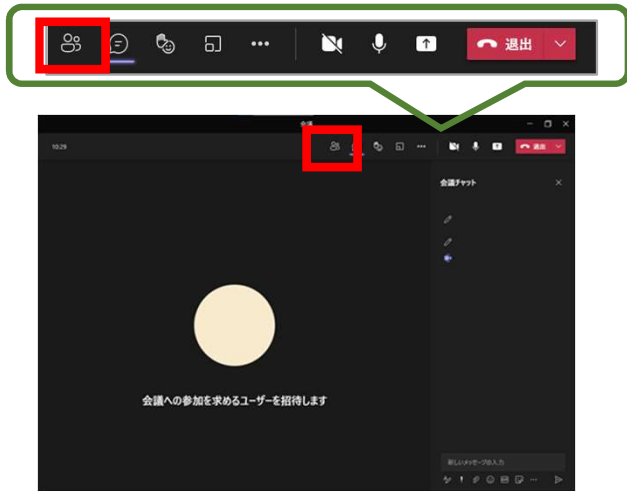 退出
会議
10:29
退出
会議チャット
会議への参加を求めるユーザーを招待します
新しいメッセージの入力